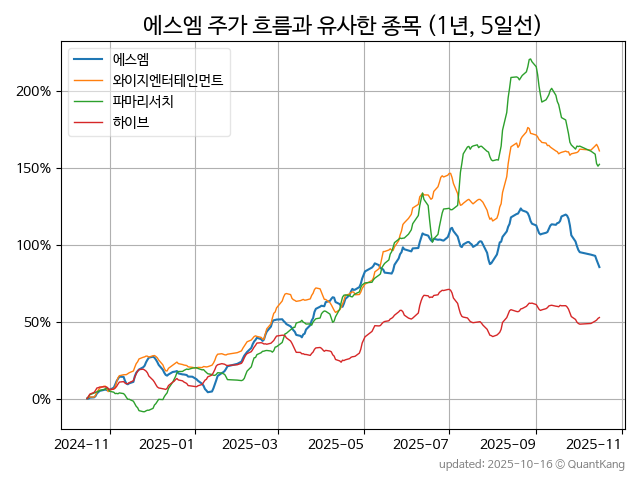 에스엠 주가 흐름과 유사한 종목 (1년, 5일선)
에스엠
와이지엔터테인먼트
파마리서치
하이브
200%
150%
100%
50%
0%
2024-11 2025-01 2025-03 2025-05 2025-07 2025-09 2025-11
updated: 2025-10-16 © QuantKang